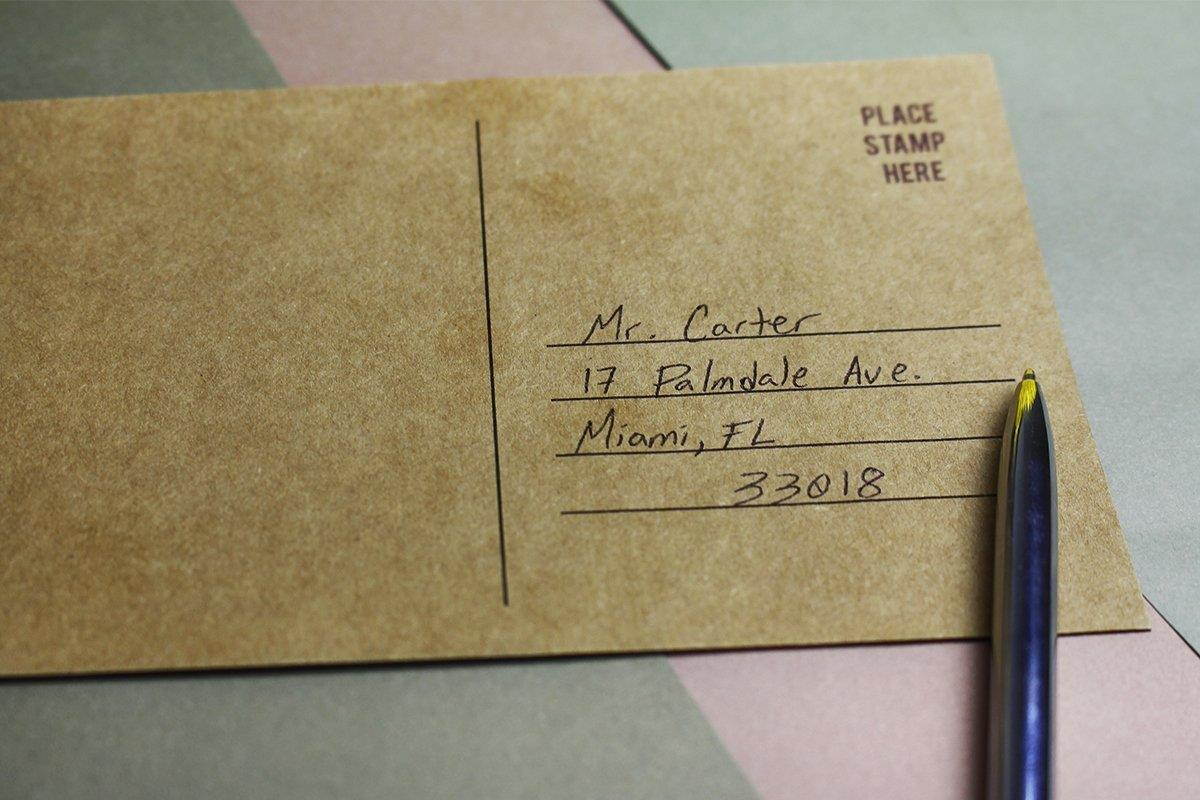 PLACE
STAMP
HERE
Mr. Carter
17 Palmdale Ave.
Miami, FL
33018